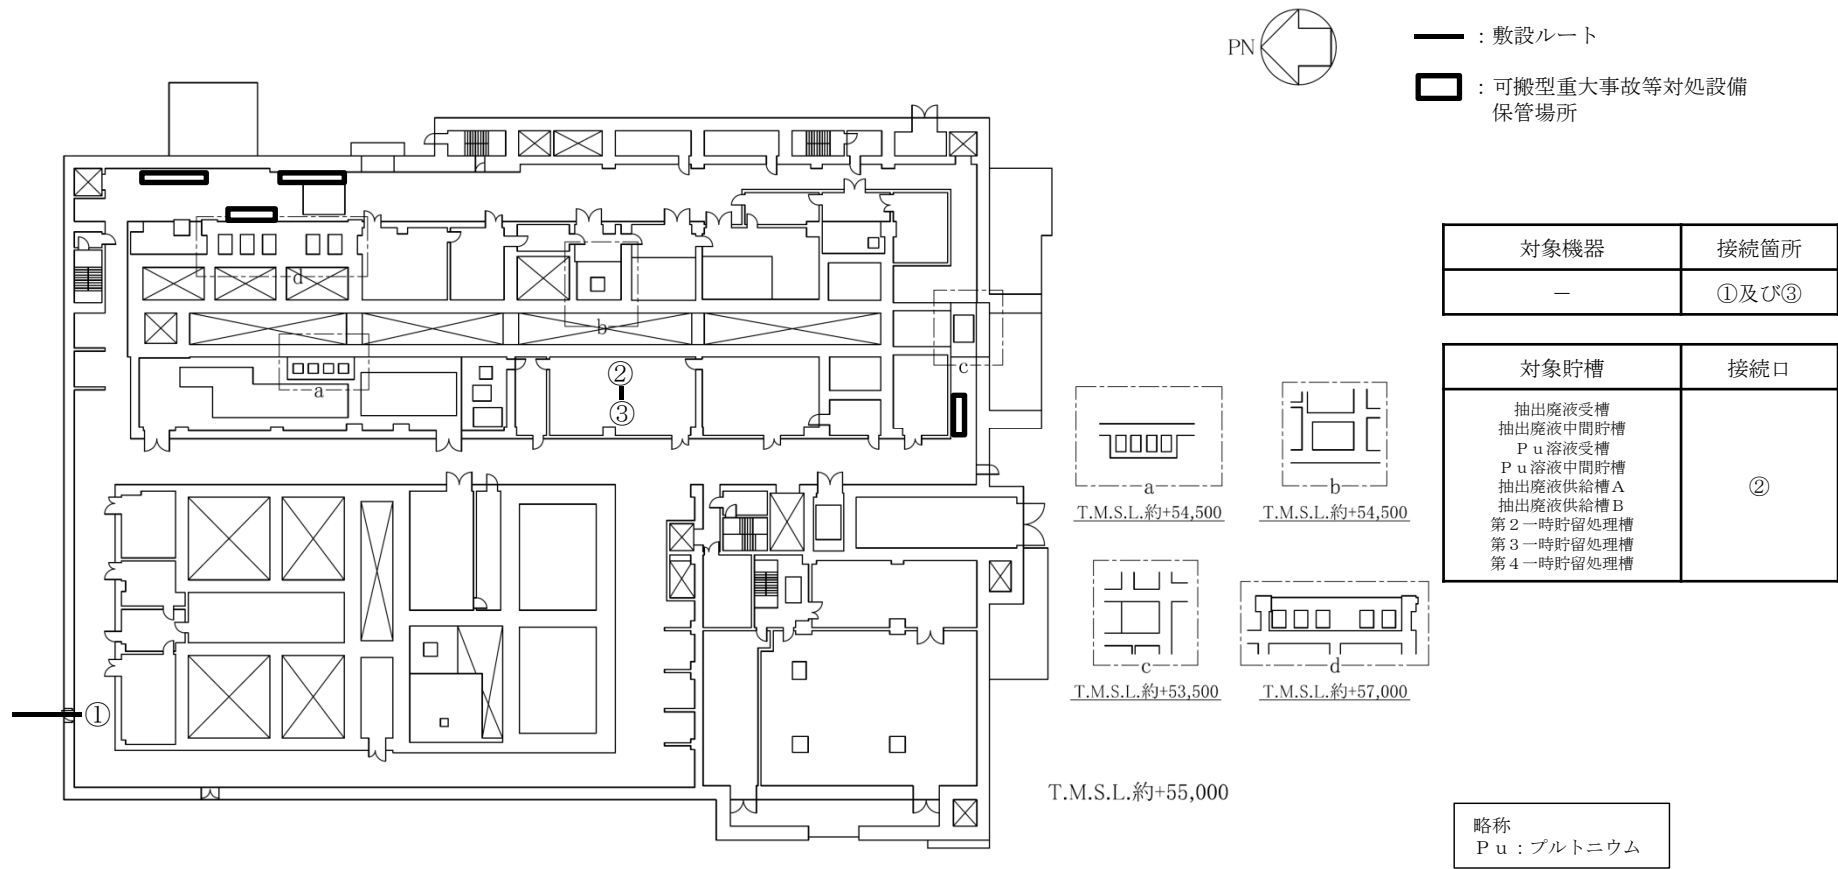 PN
：敷設ルート
：可搬型重大事故等対処設備
保管場所
対象機器 接続箇所
－ ①及び③
対象貯槽 接続口
抽出廃液受槽
抽出廃液中間貯槽
Ｐｕ溶液受槽
Ｐｕ溶液中間貯槽
抽出廃液供給槽Ａ
抽出廃液供給槽Ｂ
第２一時貯留処理槽
第３一時貯留処理槽
第４一時貯留処理槽
②
d
b
c
a
②
③
①
a
T.M.S.L.約+54,500
b
T.M.S.L.約+54,500
c
T.M.S.L.約+53,500
d
T.M.S.L.約+57,000
T.M.S.L.約+55,000
略称
Ｐｕ：プルトニウム